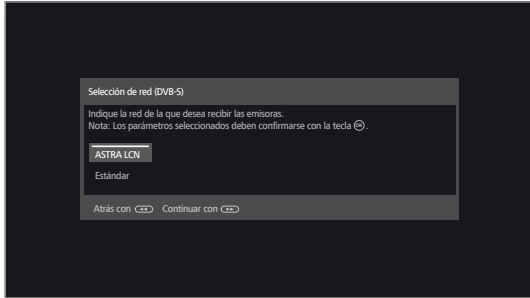 Selección de red (DVB-S)
Indique la red de la que desea recibir las emisoras.
Nota: Los parámetros seleccionados deben confirmarse con la tecla OK.
ASTRA LCN
Estándar
Atrás con ◄◄ Continuar con ►►